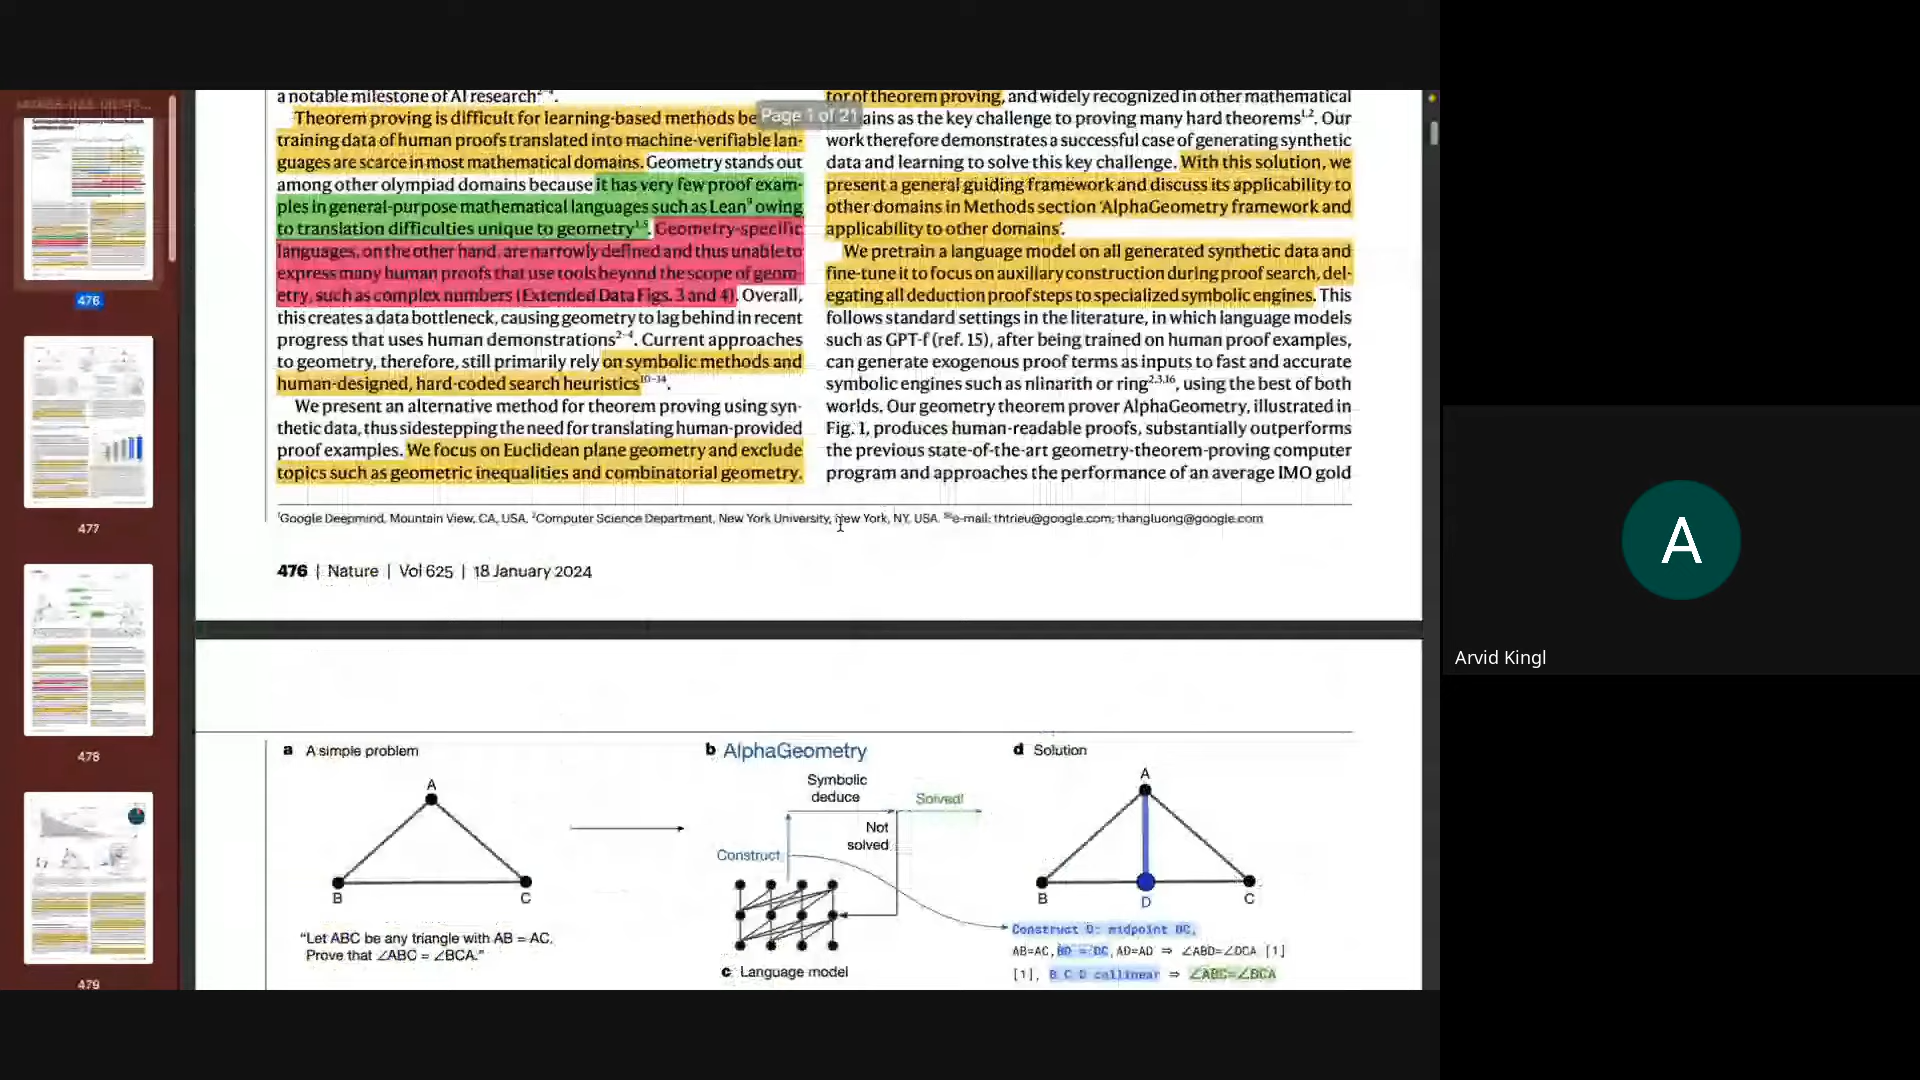 a notable milestone of AI research²⁻⁴.
Theorem proving is difficult for learning-based methods be
training data of human proofs translated into machine-verifiable lan-
guages are scarce in most mathematical domains. Geometry stands out
among other olympiad domains because it has very few proof exam-
ples in general-purpose mathematical languages such as Lean⁹ owing
to translation difficulties unique to geometry¹,⁵. Geometry-specific
languages, on the other hand, are narrowly defined and thus unable to
express many human proofs that use tools beyond the scope of geom-
etry, such as complex numbers (Extended Data Figs. 3 and 4). Overall,
this creates a data bottleneck, causing geometry to lag behind in recent
progress that uses human demonstrations²⁻⁴. Current approaches
to geometry, therefore, still primarily rely on symbolic methods and
human-designed, hard-coded search heuristics¹⁰⁻¹⁴.
We present an alternative method for theorem proving using syn-
thetic data, thus sidestepping the need for translating human-provided
proof examples. We focus on Euclidean plane geometry and exclude
topics such as geometric inequalities and combinatorial geometry.
Page 1 of 21
tor of theorem proving, and widely recognized in other mathematical
ains as the key challenge to proving many hard theorems¹,². Our
work therefore demonstrates a successful case of generating synthetic
data and learning to solve this key challenge. With this solution, we
present a general guiding framework and discuss its applicability to
other domains in Methods section 'AlphaGeometry framework and
applicability to other domains'.
We pretrain a language model on all generated synthetic data and
fine-tune it to focus on auxiliary construction during proof search, del-
egating all deduction proof steps to specialized symbolic engines. This
follows standard settings in the literature, in which language models
such as GPT-f (ref. 15), after being trained on human proof examples,
can generate exogenous proof terms as inputs to fast and accurate
symbolic engines such as nlinarith or ring²,³,¹⁶, using the best of both
worlds. Our geometry theorem prover AlphaGeometry, illustrated in
Fig. 1, produces human-readable proofs, substantially outperforms
the previous state-of-the-art geometry-theorem-proving computer
program and approaches the performance of an average IMO gold
¹Google Deepmind, Mountain View, CA, USA. ²Computer Science Department, New York University, New York, NY, USA. ✉e-mail: thtrieu@google.com; thangluong@google.com
476 | Nature | Vol 625 | 18 January 2024
a A simple problem
A
B
C
"Let ABC be any triangle with AB = AC.
Prove that ∠ABC = ∠BCA."
b AlphaGeometry
Symbolic
deduce
Solved!
Not
solved
Construct
c Language model
d Solution
A
B
D
C
Construct D: midpoint BC,
AB=AC, BD = DC, AD=AD ⇒ ∠ABD=∠DCA [1]
[1], B C D collinear ⇒ ∠ABC=∠BCA
476
477
478
479
A
Arvid Kingl